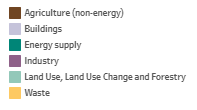 Agriculture (non-energy)
Buildings
Energy supply
Industry
Land Use, Land Use Change and Forestry
Waste